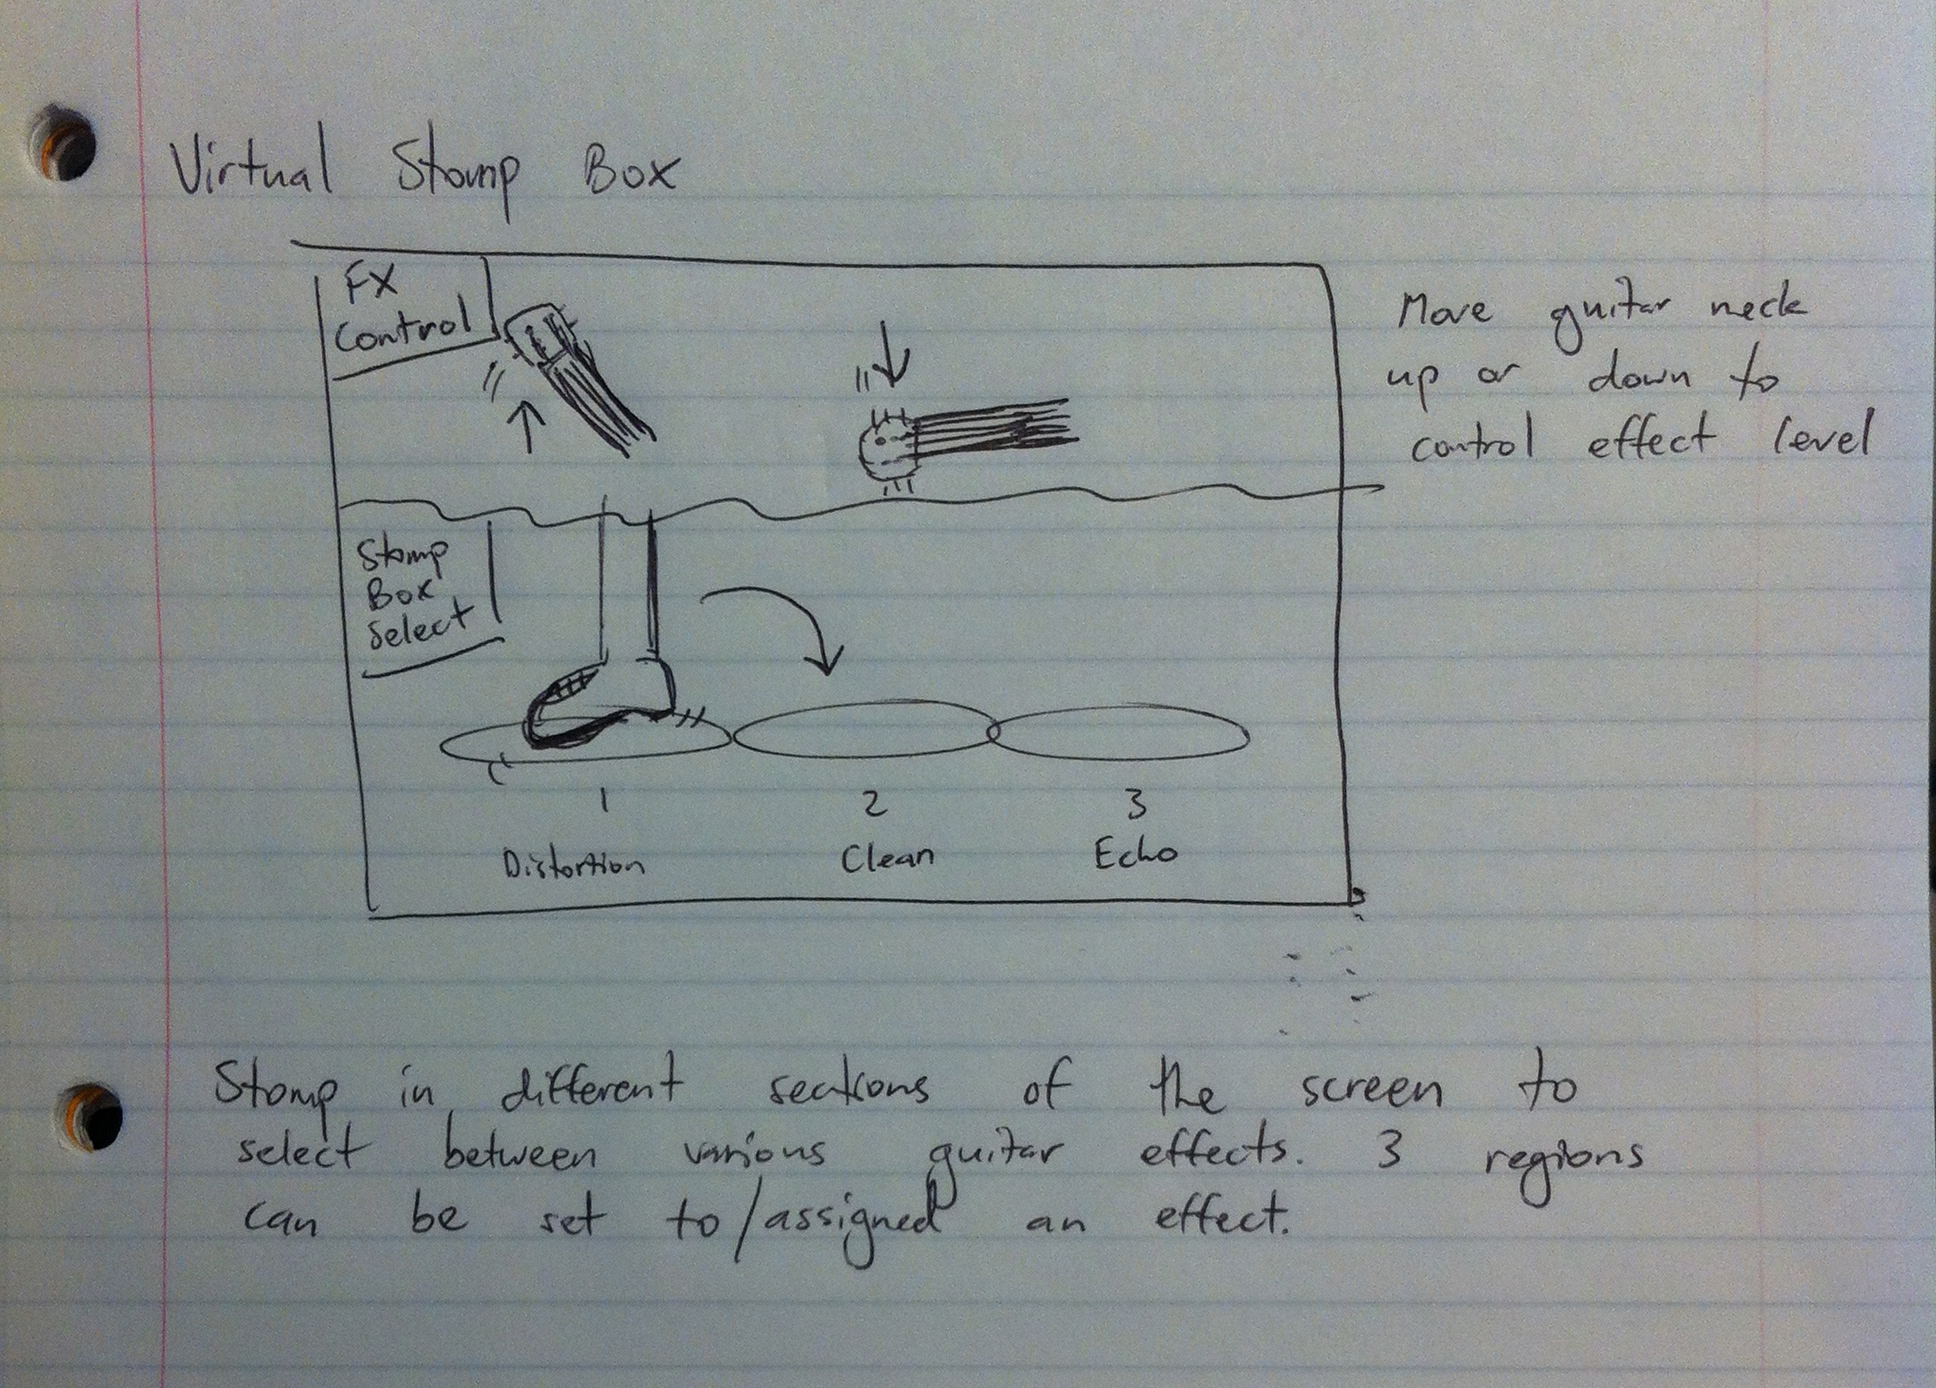 Virtual Stomp Box
FX
Control
Move guitar neck
up or down to
control effect level
Stomp
Box
Select
1 2 3
Distortion Clean Echo
Stomp in different sections of the screen to
select between various guitar effects. 3 regions
can be set to/assigned an effect.